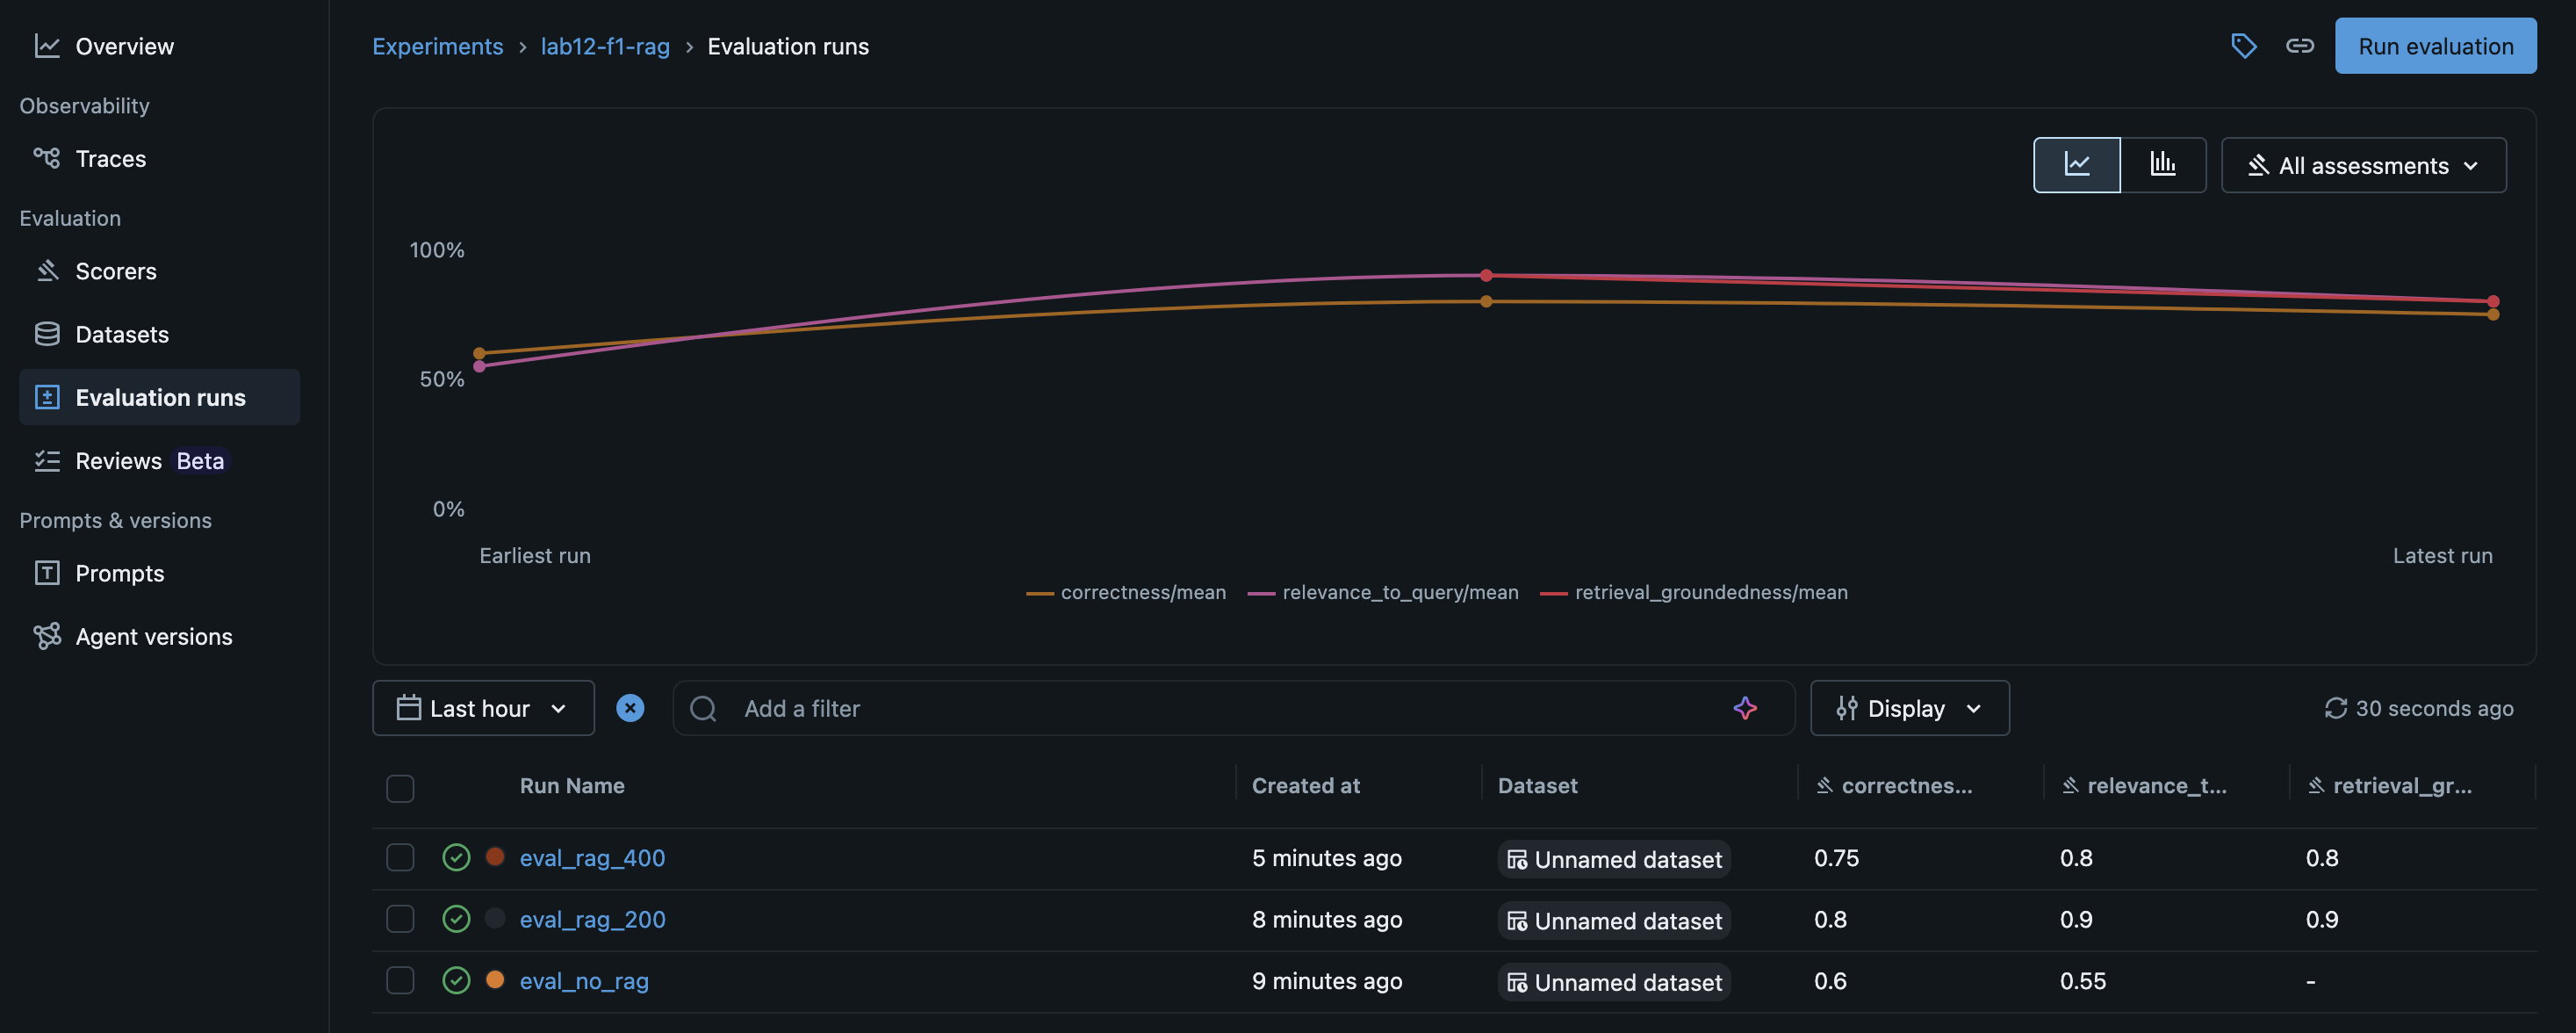 Overview
Observability
Traces
Evaluation
Scorers
Datasets
Evaluation runs
Reviews Beta
Prompts & versions
Prompts
Agent versions
Experiments › lab12-f1-rag › Evaluation runs
Run evaluation
All assessments
100%
50%
0%
Earliest run Latest run
correctness/mean relevance_to_query/mean retrieval_groundedness/mean
Last hour Add a filter Display 30 seconds ago
Run Name Created at Dataset correctnes... relevance_t... retrieval_gr...
eval_rag_400 5 minutes ago Unnamed dataset 0.75 0.8 0.8
eval_rag_200 8 minutes ago Unnamed dataset 0.8 0.9 0.9
eval_no_rag 9 minutes ago Unnamed dataset 0.6 0.55 -